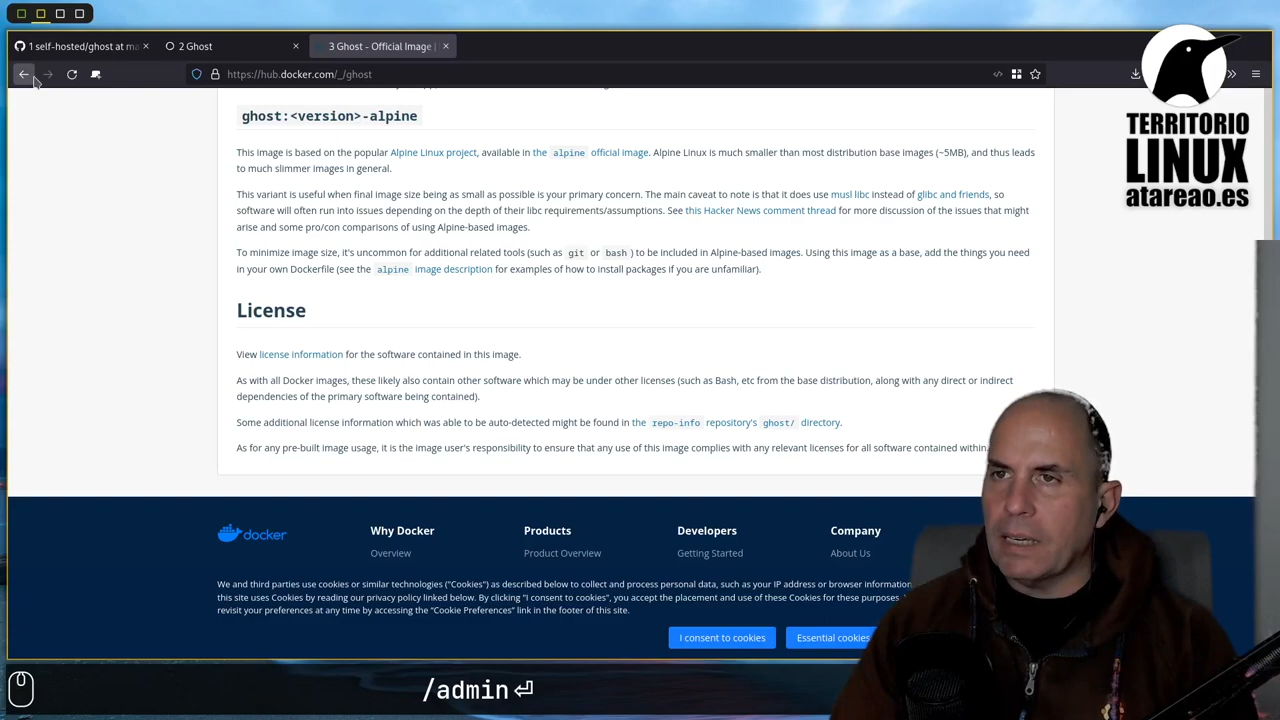 1 self-hosted/ghost at ma
2 Ghost
3 Ghost - Official Image |
https://hub.docker.com/_/ghost
TERRITORIO
LINUX
atareao.es
ghost:<version>-alpine
This image is based on the popular Alpine Linux project, available in the alpine official image. Alpine Linux is much smaller than most distribution base images (~5MB), and thus leads
to much slimmer images in general.
This variant is useful when final image size being as small as possible is your primary concern. The main caveat to note is that it does use musl libc instead of glibc and friends, so
software will often run into issues depending on the depth of their libc requirements/assumptions. See this Hacker News comment thread for more discussion of the issues that might
arise and some pro/con comparisons of using Alpine-based images.
To minimize image size, it's uncommon for additional related tools (such as git or bash ) to be included in Alpine-based images. Using this image as a base, add the things you need
in your own Dockerfile (see the alpine image description for examples of how to install packages if you are unfamiliar).
License
View license information for the software contained in this image.
As with all Docker images, these likely also contain other software which may be under other licenses (such as Bash, etc from the base distribution, along with any direct or indirect
dependencies of the primary software being contained).
Some additional license information which was able to be auto-detected might be found in the repo-info repository's ghost/ directory.
As for any pre-built image usage, it is the image user's responsibility to ensure that any use of this image complies with any relevant licenses for all software contained within.
docker
Why Docker
Products
Developers
Company
Overview
Product Overview
Getting Started
About Us
We and third parties use cookies or similar technologies ("Cookies") as described below to collect and process personal data, such as your IP address or browser information
this site uses Cookies by reading our privacy policy linked below. By clicking "I consent to cookies", you accept the placement and use of these Cookies for these purposes
revisit your preferences at any time by accessing the "Cookie Preferences" link in the footer of this site.
I consent to cookies
Essential cookies
/admin⏎